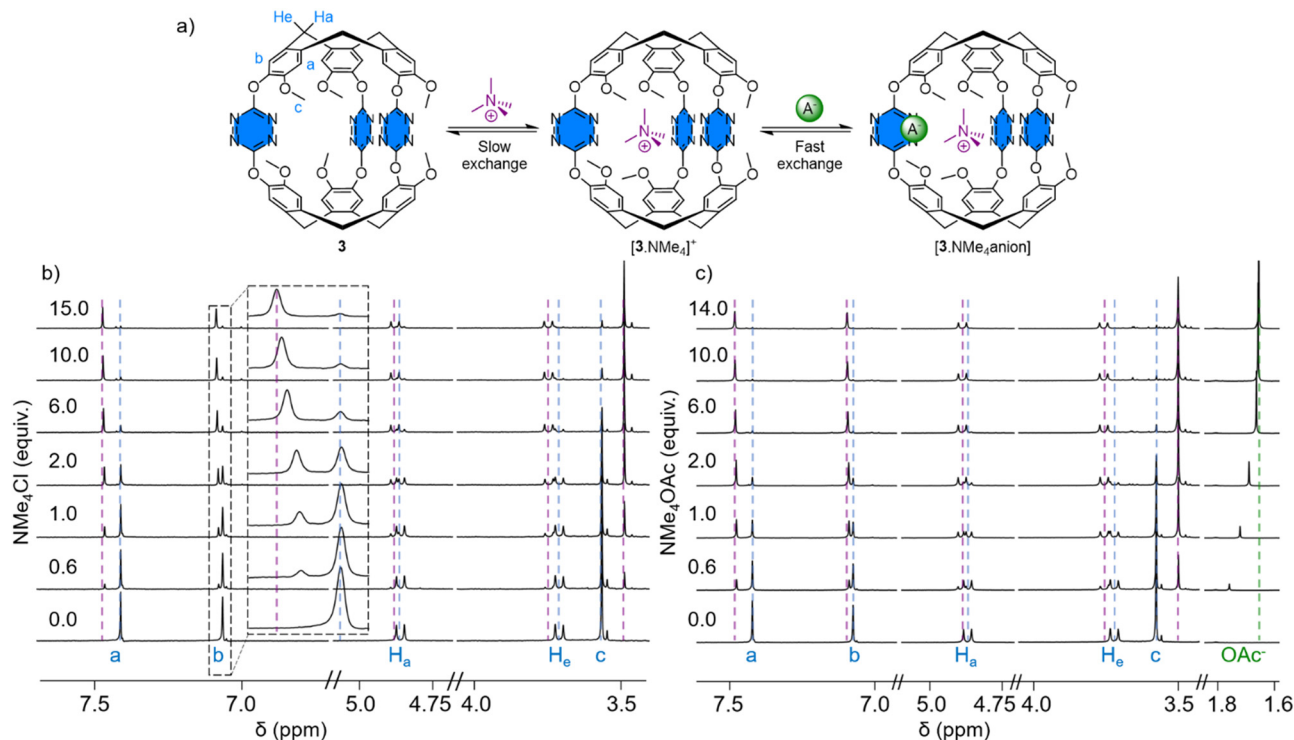 a)
He Ha
b
a
c
O
O
O
O
O
O
O
O
O
O
O
O
N N N N N N
N N N N N N
N
⊕
Slow
exchange
N
⊕
A⁻
Fast
exchange
A⁻
N
⊕
3
[3.NMe₄]⁺
[3.NMe₄anion]
b)
NMe₄Cl (equiv.)
15.0
10.0
6.0
2.0
1.0
0.6
0.0
a
b
Hₐ
Hₑ
c
7.5
7.0
5.0
4.75
4.0
3.5
δ (ppm)
c)
NMe₄OAc (equiv.)
14.0
10.0
6.0
2.0
1.0
0.6
0.0
a
b
Hₐ
Hₑ
c
OAc⁻
7.5
7.0
5.0
4.75
4.0
3.5
1.8
1.6
δ (ppm)